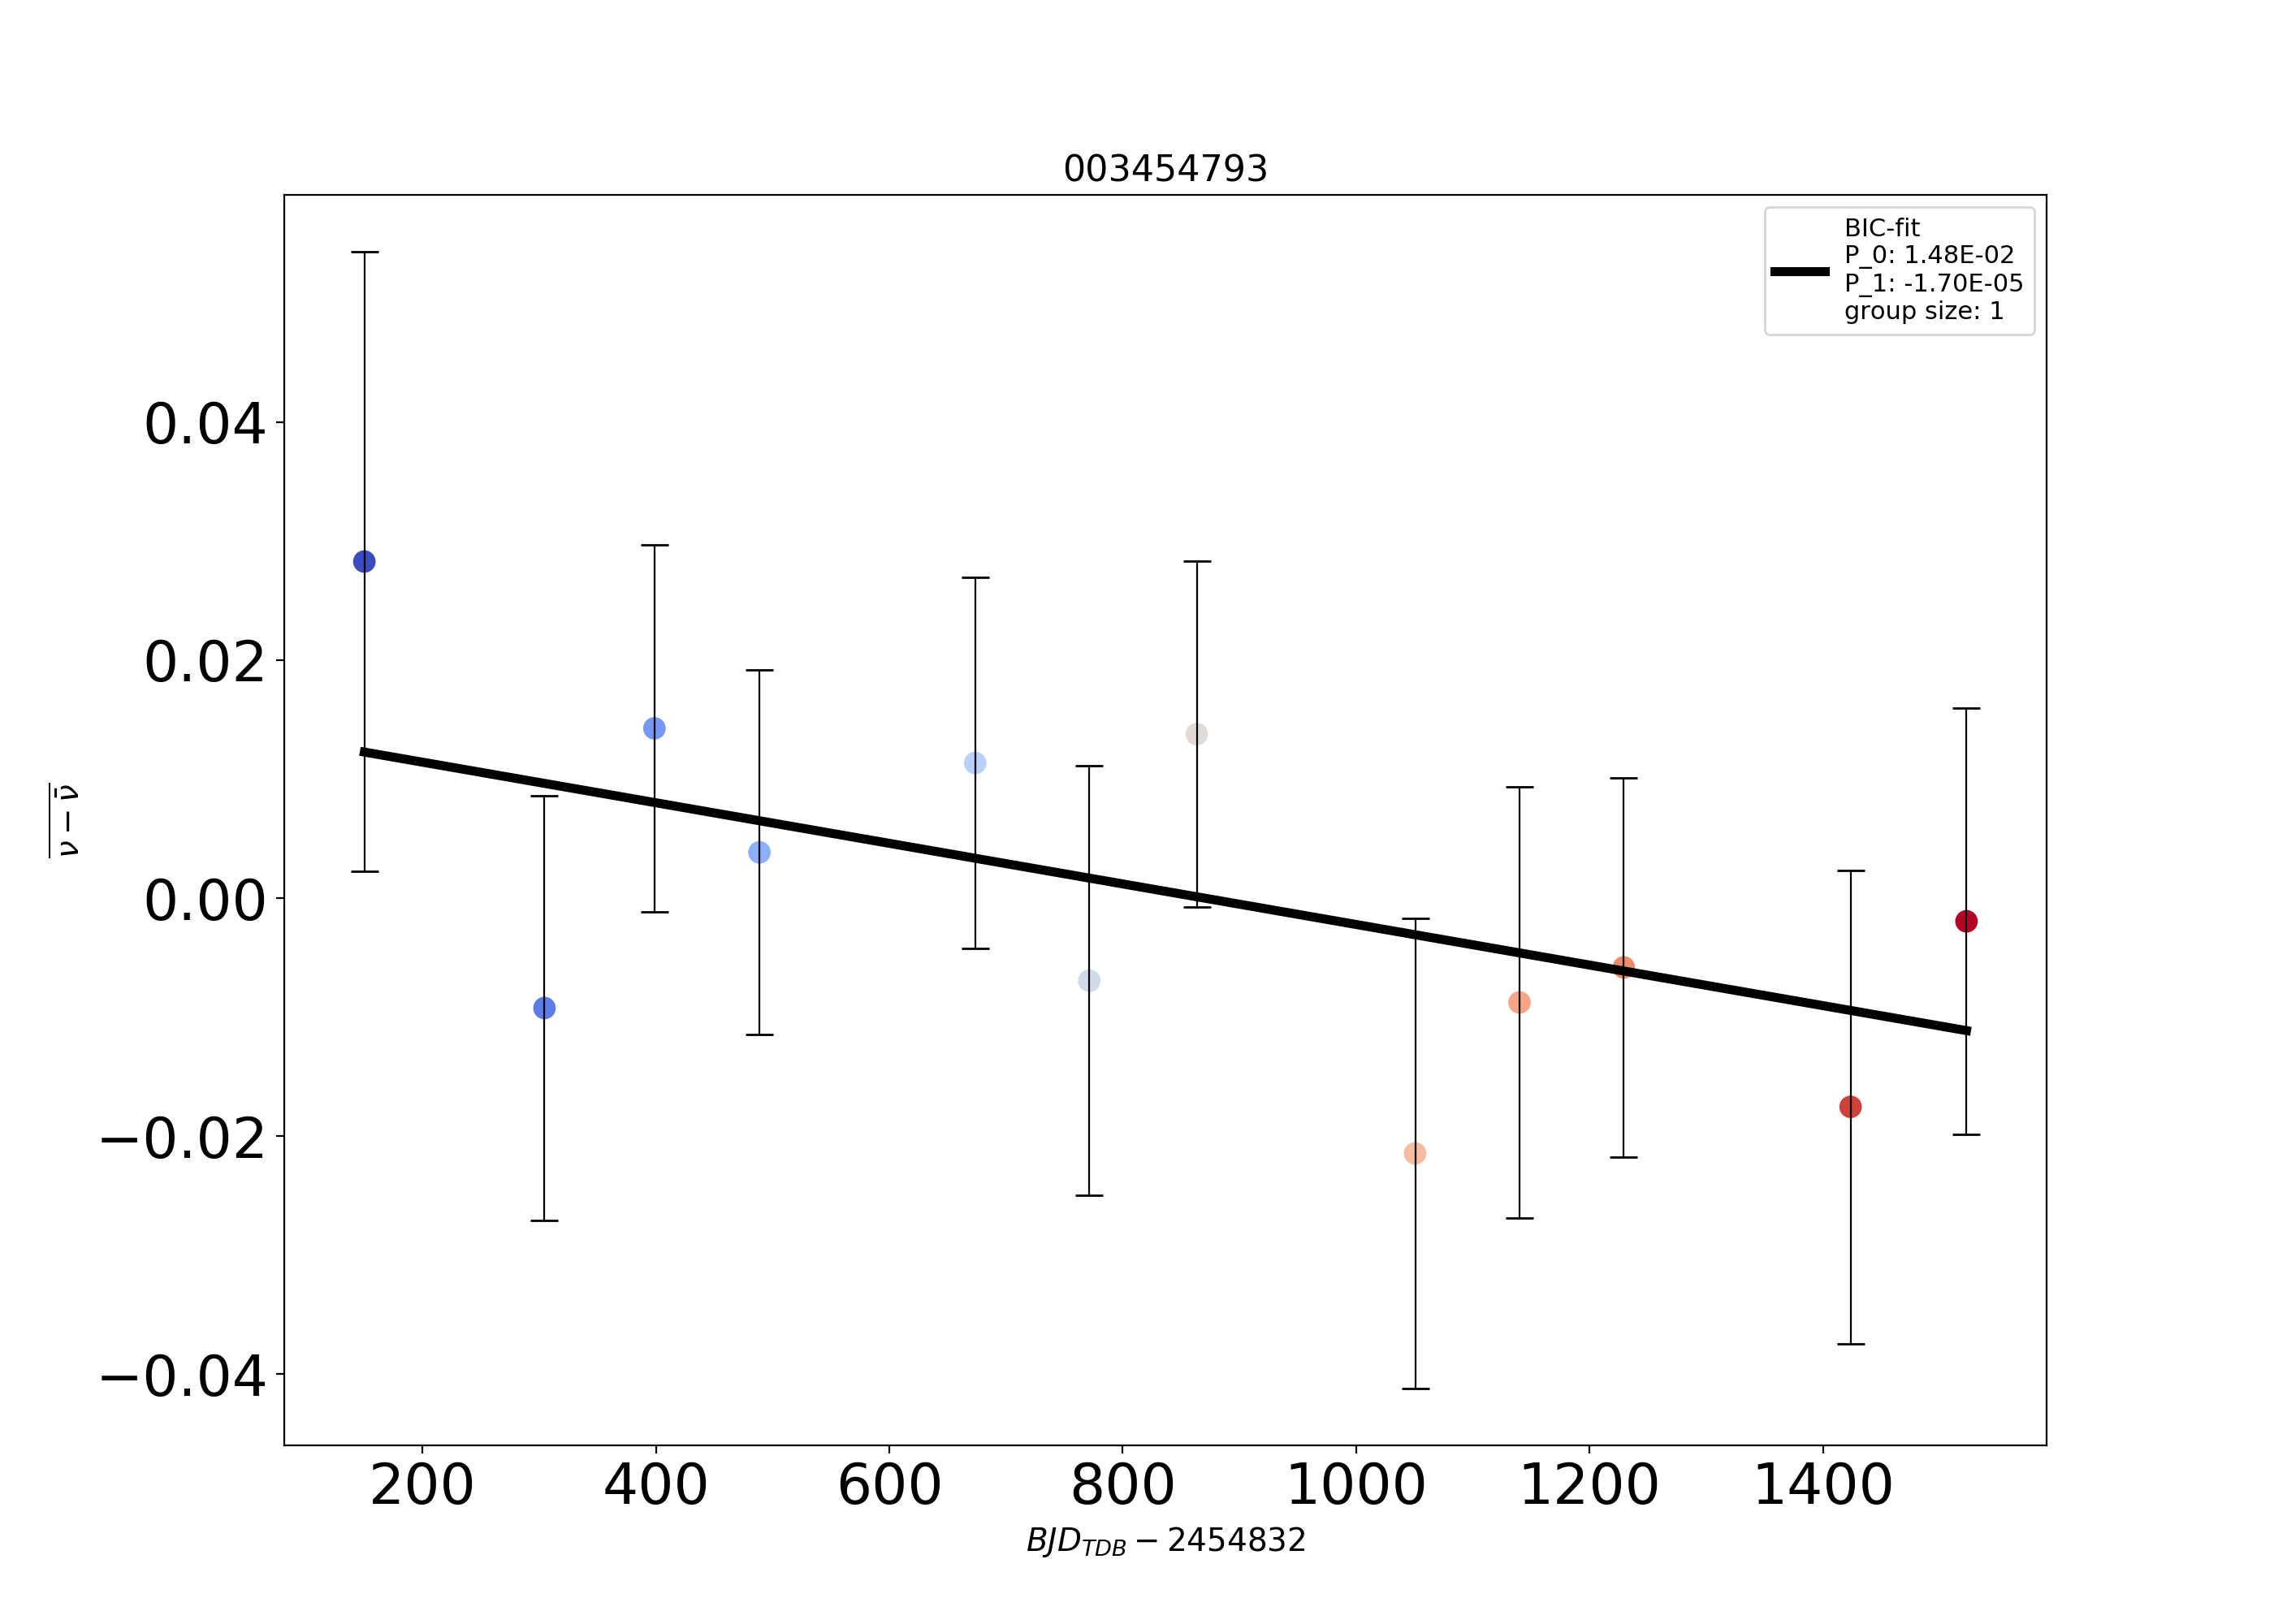 003454793
BIC-fit
P_0: 1.48E-02
P_1: -1.70E-05
group size: 1
0.04
0.02
0.00
−0.02
−0.04
ν − ν̄
200 400 600 800 1000 1200 1400
BJD_TDB − 2454832